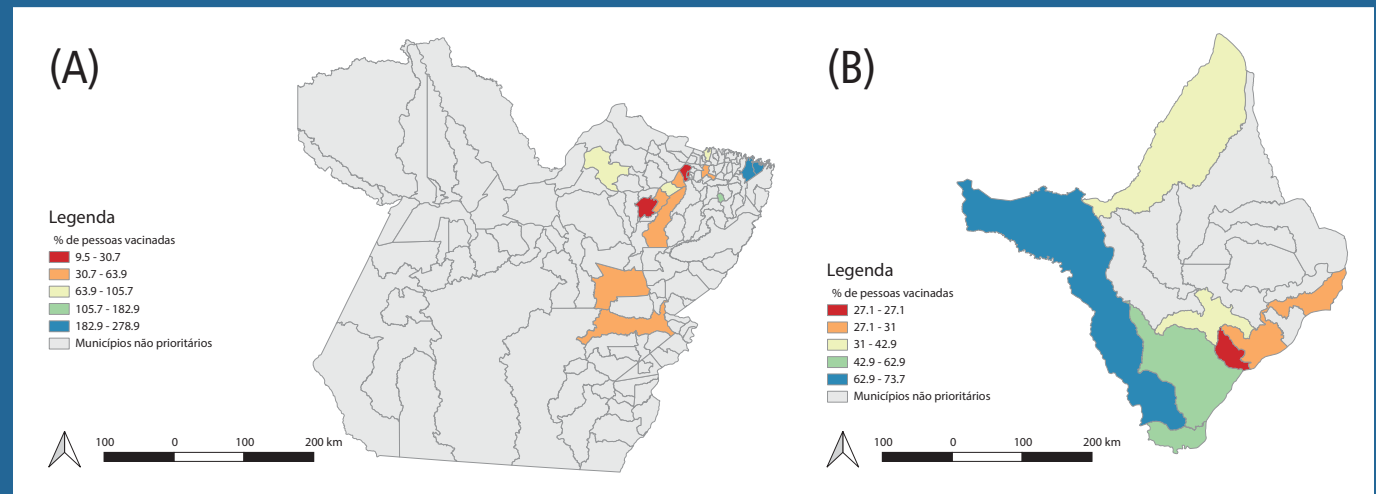 (A)
Legenda
% de pessoas vacinadas
9.5 - 30.7
30.7 - 63.9
63.9 - 105.7
105.7 - 182.9
182.9 - 278.9
Municípios não prioritários
100 0 100 200 km
(B)
Legenda
% de pessoas vacinadas
27.1 - 27.1
27.1 - 31
31 - 42.9
42.9 - 62.9
62.9 - 73.7
Municípios não prioritários
100 0 100 200 km